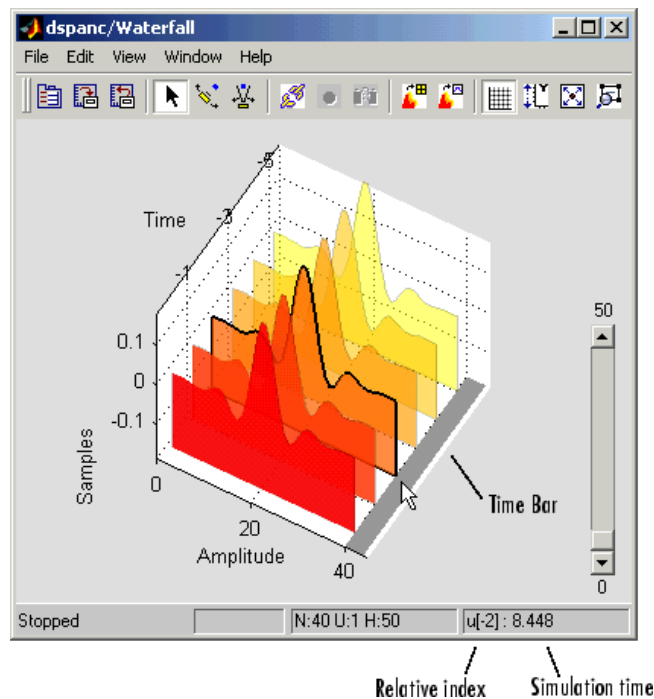 dspanc/Waterfall
File Edit View Window Help
-5
Time -3
-1
50
0.1
0
-0.1
Samples
0
Time Bar
20
Amplitude
40
0
Stopped N:40 U:1 H:50 u[-2] : 8.448
Relative index Simulation time